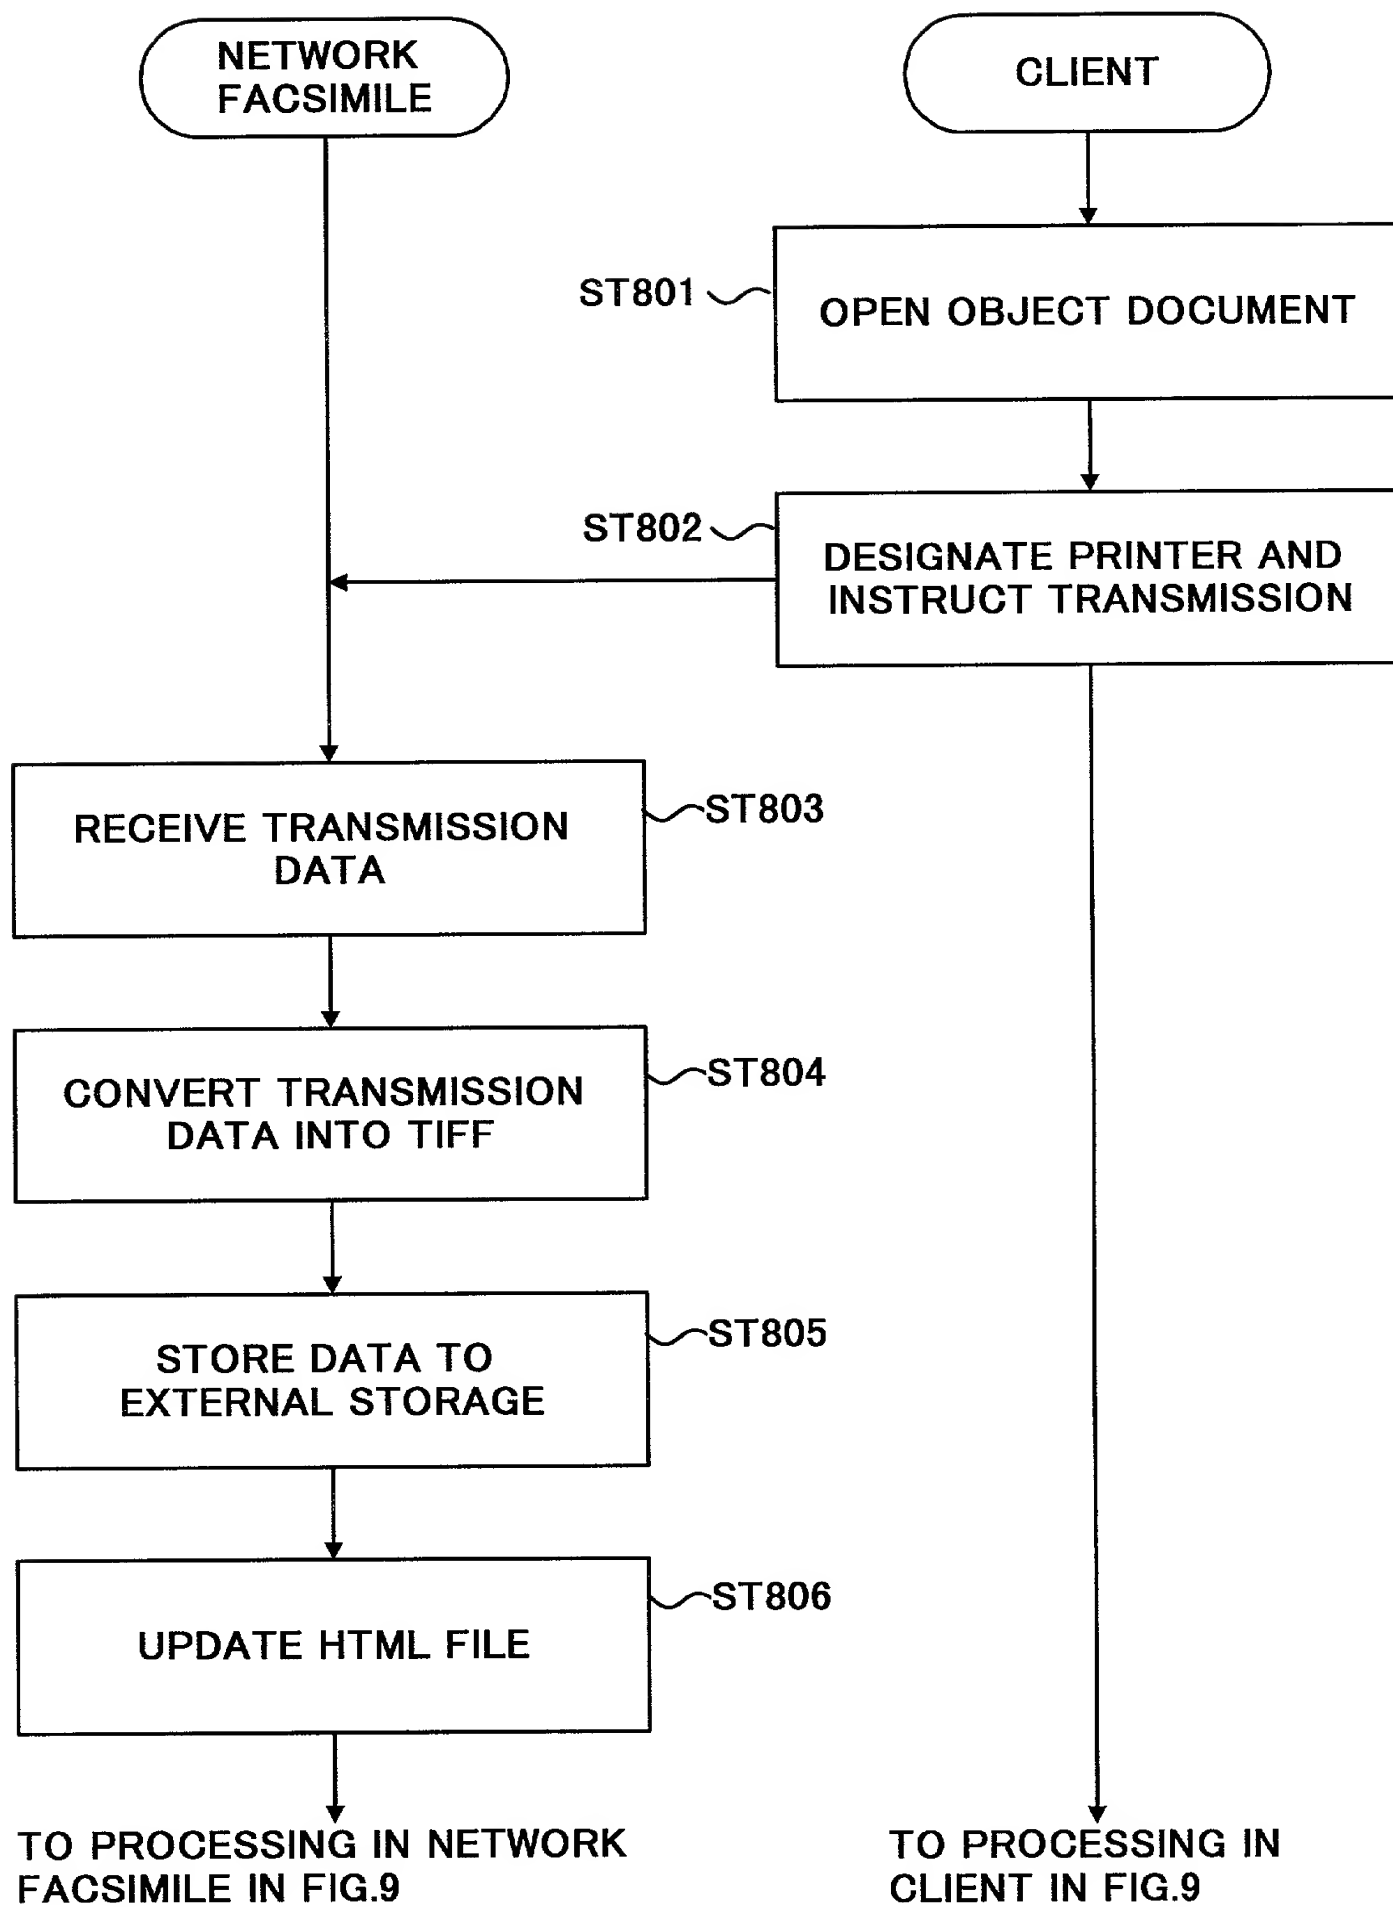 NETWORK
FACSIMILE
CLIENT
ST801
OPEN OBJECT DOCUMENT
ST802
DESIGNATE PRINTER AND
INSTRUCT TRANSMISSION
RECEIVE TRANSMISSION
DATA
ST803
CONVERT TRANSMISSION
DATA INTO TIFF
ST804
STORE DATA TO
EXTERNAL STORAGE
ST805
UPDATE HTML FILE
ST806
TO PROCESSING IN NETWORK
FACSIMILE IN FIG.9
TO PROCESSING IN
CLIENT IN FIG.9